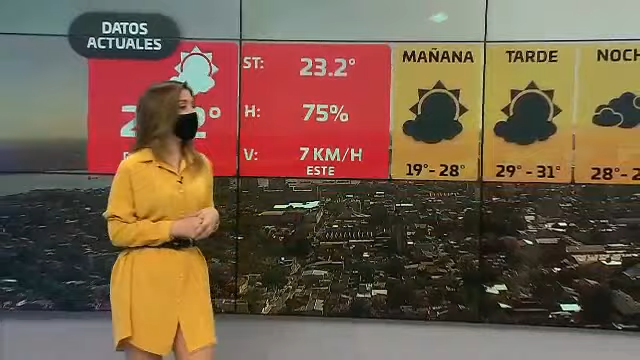 DATOS
ACTUALES
ST: 23.2°
H: 75%
V: 7 KM/H
ESTE
MAÑANA
19°- 28°
TARDE
29°- 31°